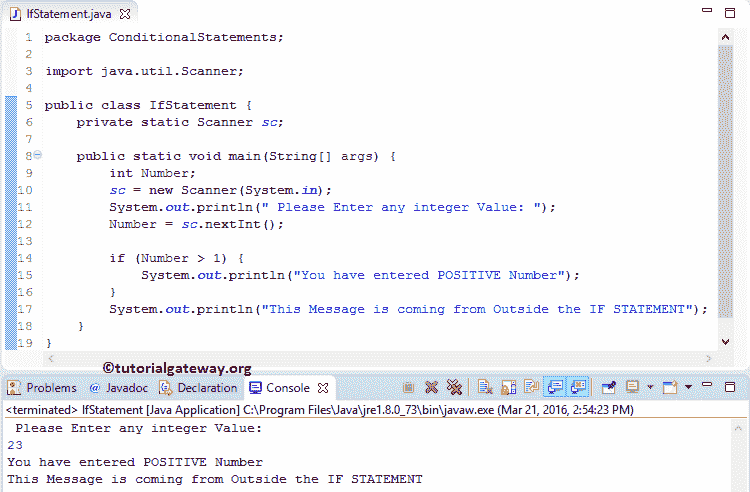 IfStatement.java
1 package ConditionalStatements;
2
3 import java.util.Scanner;
4
5 public class IfStatement {
6     private static Scanner sc;
7
8     public static void main(String[] args) {
9         int Number;
10         sc = new Scanner(System.in);
11         System.out.println(" Please Enter any integer Value: ");
12         Number = sc.nextInt();
13
14         if (Number > 1) {
15             System.out.println("You have entered POSITIVE Number");
16         }
17         System.out.println("This Message is coming from Outside the IF STATEMENT");
18     }
19 }
©tutorialgateway.org
Problems @ Javadoc Declaration Console
<terminated> IfStatement [Java Application] C:\Program Files\Java\jre1.8.0_73\bin\javaw.exe (Mar 21, 2016, 2:54:23 PM)
 Please Enter any integer Value:
23
You have entered POSITIVE Number
This Message is coming from Outside the IF STATEMENT